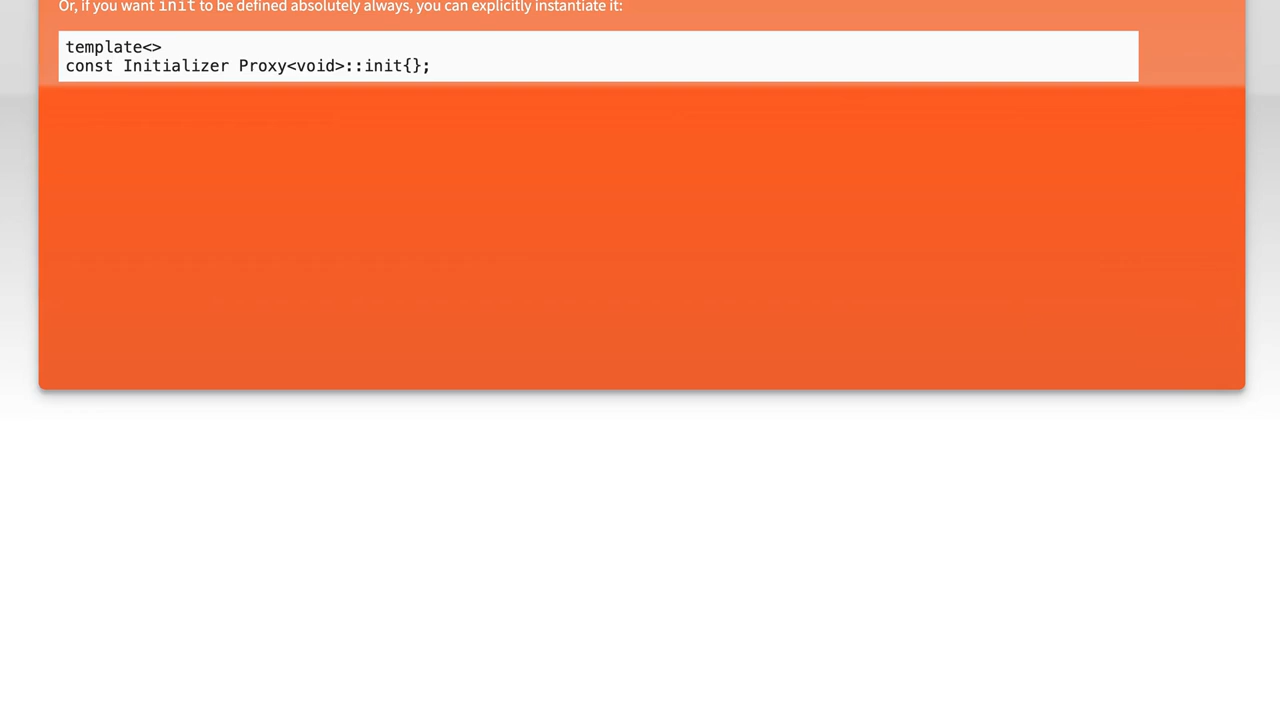 Or, if you want init to be defined absolutely always, you can explicitly instantiate it:
template<>
const Initializer Proxy<void>::init{};